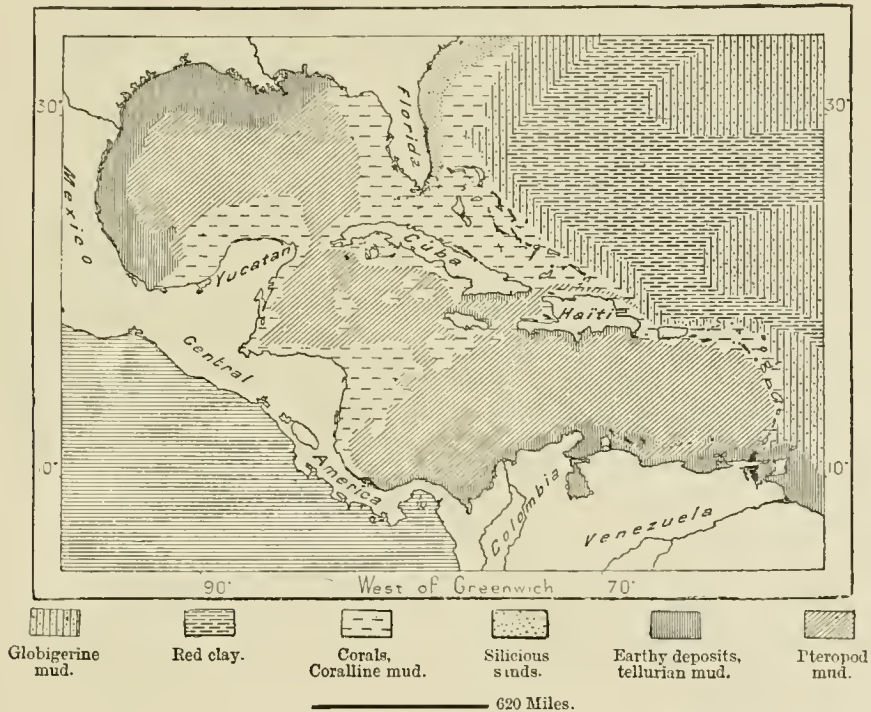 Florida
30° 30°
Mexico
Yucatan
Cuba
Haïti
Central
America
10° 10°
Colombia
Venezuela
90° West of Greenwich 70°
Globigerine
mud.
Red clay.
Corals,
Coralline mud.
Silicious
sands.
Earthy deposits,
tellurian mud.
Pteropod
mud.
620 Miles.